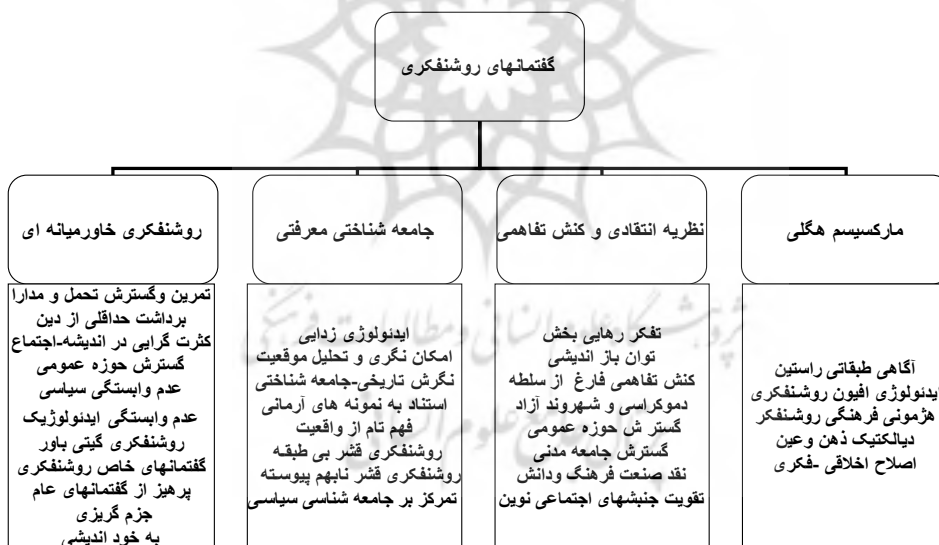 گفتمانهای روشنفکری
مارکسیسم هگلی
آگاهی طبقاتی راستین
ایدئولوژی افیون روشنفکری
هژمونی فرهنگی روشنفکر
دیالکتیک ذهن وعین
اصلاح اخلاقی -فکری
نظریه انتقادی و کنش تفاهمی
تفکر رهایی بخش
توان باز اندیشی
کنش تفاهمی فارغ از سلطه
دموکراسی و شهروند آزاد
گستر ش حوزه عمومی
گسترش جامعه مدنی
نقد صنعت فرهنگ ودانش
تقویت جنبشهای اجتماعی نوین
جامعه شناختی معرفتی
ایدئولوژی زدایی
امکان نگری و تحلیل موقعیت
نگرش تاریخی-جامعه شناختی
استناد به نمونه های آرمانی
فهم تام از واقعیت
روشنفکری قشر بی طبقه
روشنفکری قشر نابهم پیوسته
تمرکز بر جامعه شناسی سیاسی
روشنفکری خاورمیانه ای
تمرین وگسترش تحمل و مدارا
برداشت حداقلی از دین
کثرت گرایی در اندیشه-اجتماع
گسترش حوزه عمومی
عدم وابستگی سیاسی
عدم وابستگی ایدئولوژیک
روشنفکری گیتی باور
گفتمانهای خاص روشنفکری
پرهیز از گفتمانهای عام
جزم گریزی
به خود اندیشی
پژوهشگاه علوم انسانی و مطالعات فرهنگی